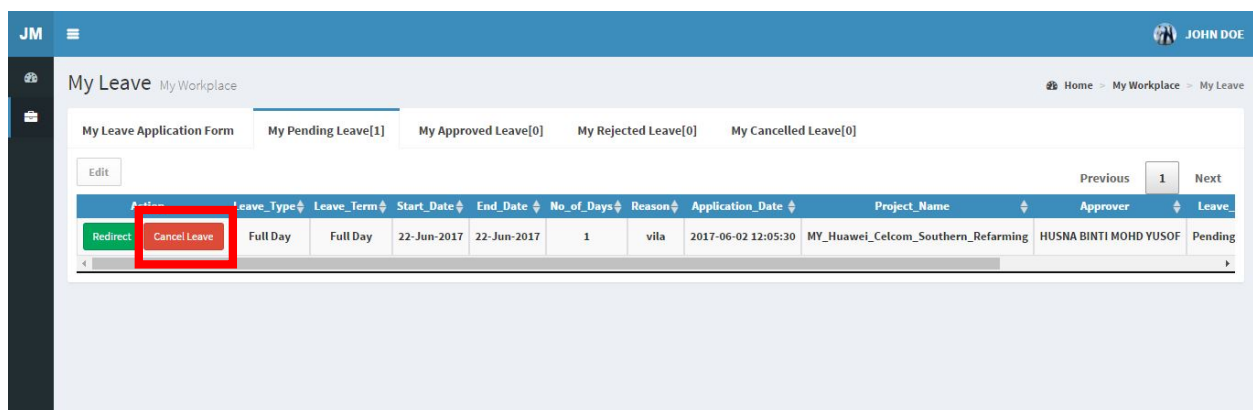 JM JOHN DOE
My Leave My Workplace Home > My Workplace > My Leave
My Leave Application Form My Pending Leave[1] My Approved Leave[0] My Rejected Leave[0] My Cancelled Leave[0]
Edit Previous 1 Next
Leave_Type Leave_Term Start_Date End_Date No_of_Days Reason Application_Date Project_Name Approver Leave_
Redirect Cancel Leave Full Day Full Day 22-Jun-2017 22-Jun-2017 1 vila 2017-06-02 12:05:30 MY_Huawei_Celcom_Southern_Refarming HUSNA BINTI MOHD YUSOF Pending